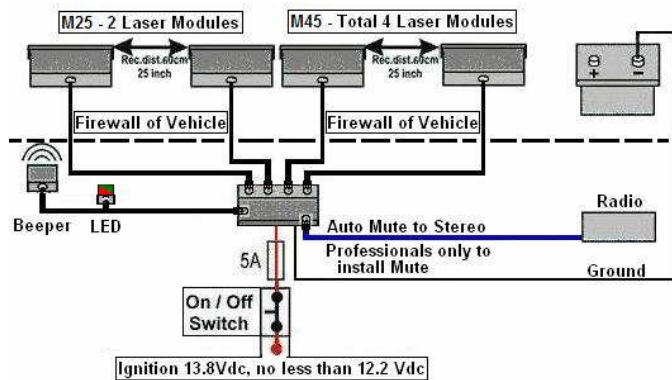 M25 - 2 Laser Modules
M45 - Total 4 Laser Modules
Rec.dist.60cm
25 inch
Rec.dist.60cm
25 inch
+ −
Firewall of Vehicle
Firewall of Vehicle
Beeper
LED
Radio
Auto Mute to Stereo
Professionals only to
install Mute
5A
Ground
On / Off
Switch
Ignition 13.8Vdc, no less than 12.2 Vdc